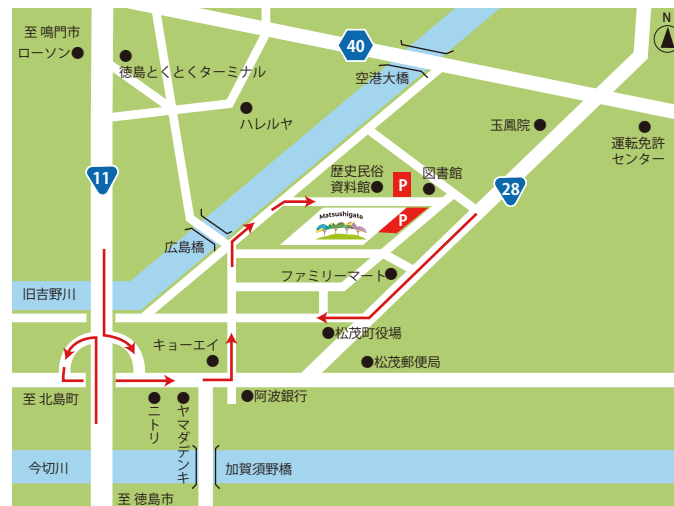 至 鳴門市
ローソン
徳島とくとくターミナル
ハレルヤ
40
空港大橋
N
玉鳳院
運転免許
センター
11
歴史民俗
資料館
P
図書館
28
Matsushigate
P
広島橋
ファミリーマート
旧吉野川
キョーエイ
松茂町役場
松茂郵便局
至 北島町
ニトリ
ヤマダデンキ
阿波銀行
今切川
加賀須野橋
至 徳島市